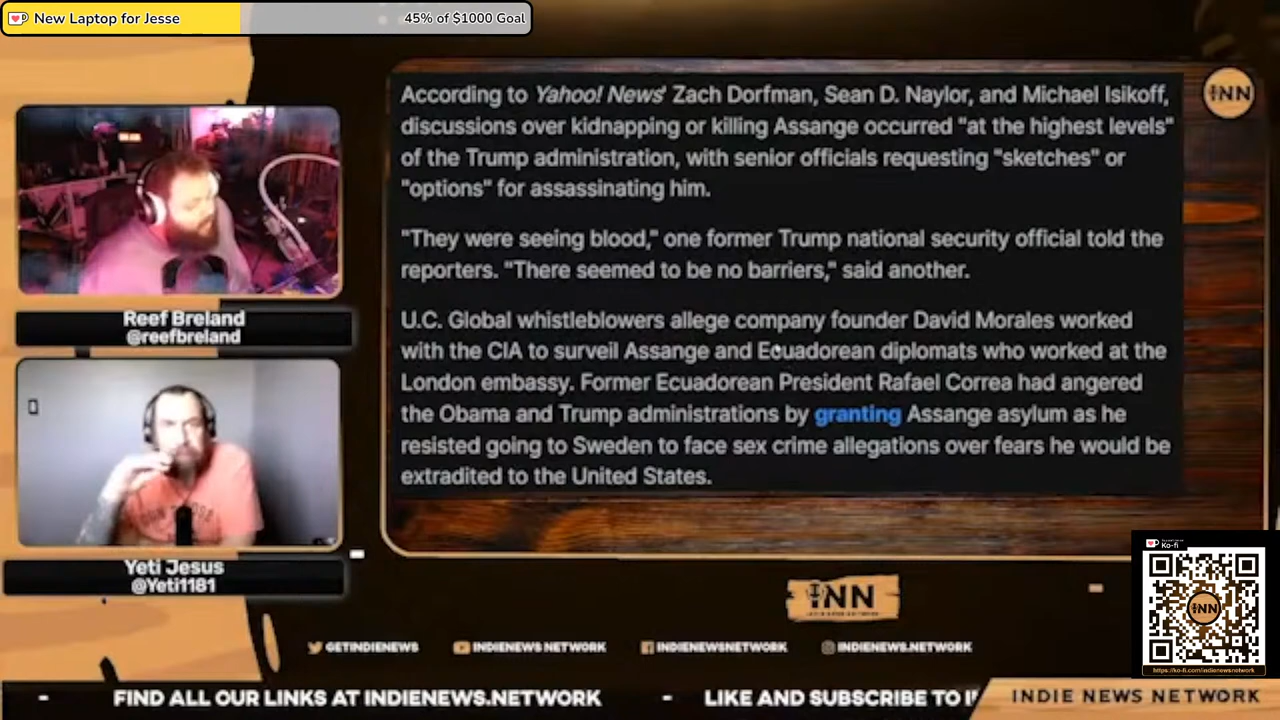 New Laptop for Jesse
45% of $1000 Goal
According to Yahoo! News' Zach Dorfman, Sean D. Naylor, and Michael Isikoff,
discussions over kidnapping or killing Assange occurred "at the highest levels"
of the Trump administration, with senior officials requesting "sketches" or
"options" for assassinating him.
"They were seeing blood," one former Trump national security official told the
reporters. "There seemed to be no barriers," said another.
U.C. Global whistleblowers allege company founder David Morales worked
with the CIA to surveil Assange and Ecuadorean diplomats who worked at the
London embassy. Former Ecuadorean President Rafael Correa had angered
the Obama and Trump administrations by granting Assange asylum as he
resisted going to Sweden to face sex crime allegations over fears he would be
extradited to the United States.
INN
Reef Breland
@reefbreland
Yeti Jesus
@Yeti1181
INN
GETINDIENEWS
INDIENEWS NETWORK
INDIENEWSNETWORK
INDIENEWS.NETWORK
Ko-fi
INN
https://ko-fi.com/indienewsnetwork
- FIND ALL OUR LINKS AT INDIENEWS.NETWORK - LIKE AND SUBSCRIBE TO
INDIE NEWS NETWORK